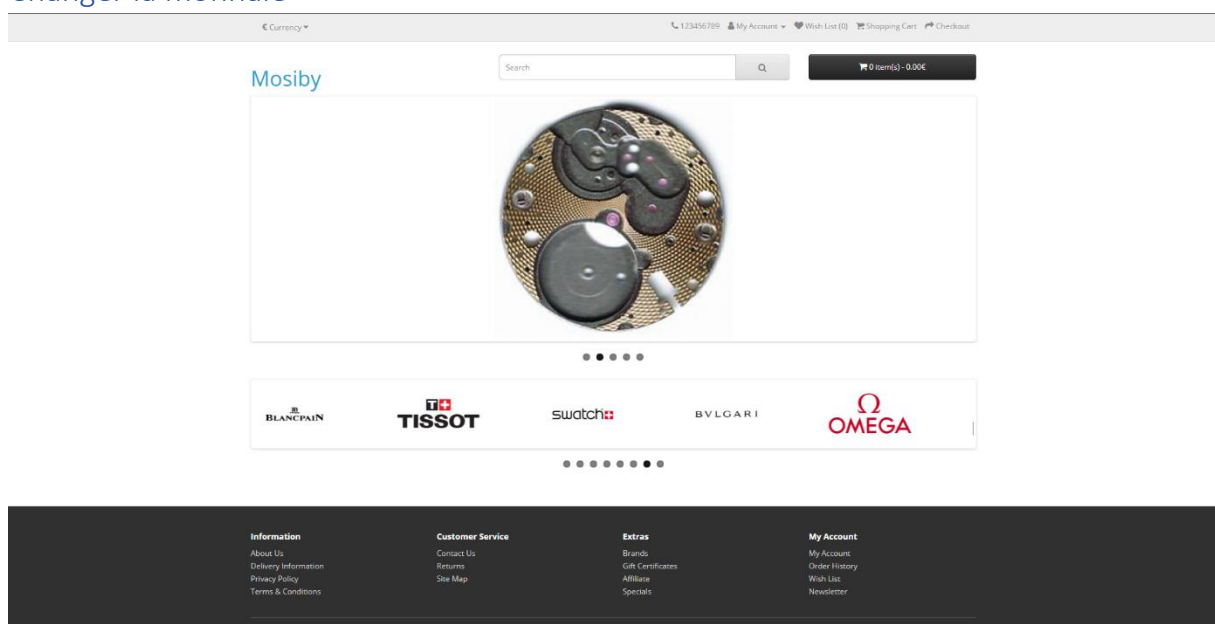 Changer la monnaie
€ Currency
123456789 My Account Wish List (0) Shopping Cart Checkout
Mosiby
Search
0 item(s) - 0.00€
BLANCPAIN
TISSOT
swatch
BVLGARI
Ω
OMEGA
Information
About Us
Delivery Information
Privacy Policy
Terms & Conditions
Customer Service
Contact Us
Returns
Site Map
Extras
Brands
Gift Certificates
Affiliate
Specials
My Account
My Account
Order History
Wish List
Newsletter